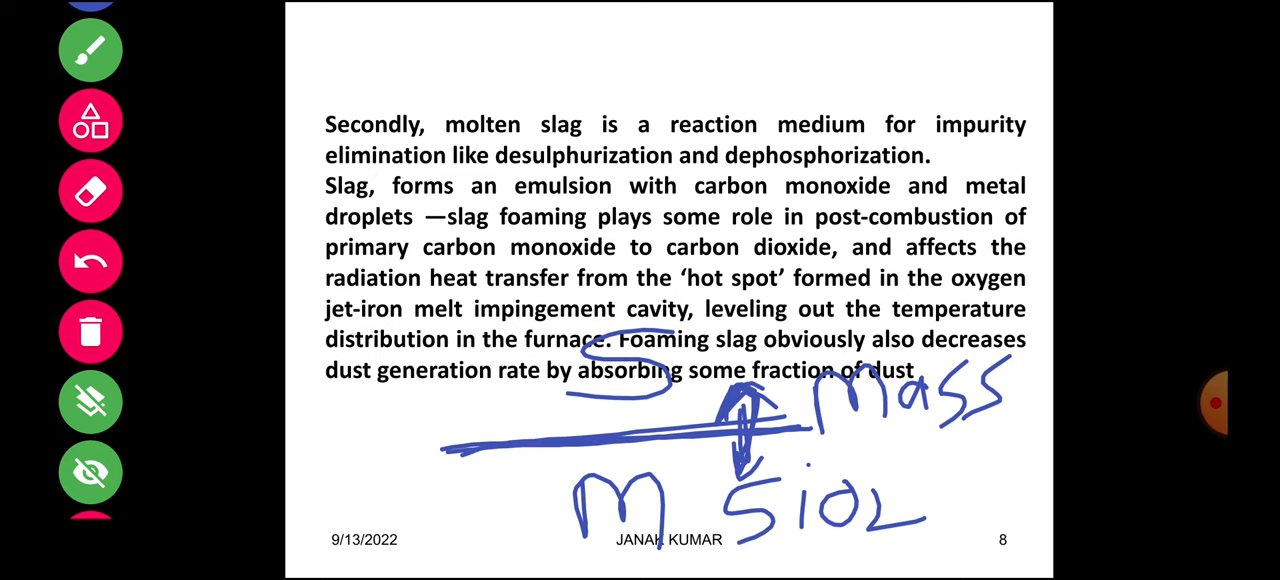 Secondly, molten slag is a reaction medium for impurity
elimination like desulphurization and dephosphorization.
Slag, forms an emulsion with carbon monoxide and metal
droplets —slag foaming plays some role in post-combustion of
primary carbon monoxide to carbon dioxide, and affects the
radiation heat transfer from the ‘hot spot’ formed in the oxygen
jet-iron melt impingement cavity, leveling out the temperature
distribution in the furnace. Foaming slag obviously also decreases
dust generation rate by absorbing some fraction of dust
S
mass
M SiO2
9/13/2022 JANAK KUMAR 8